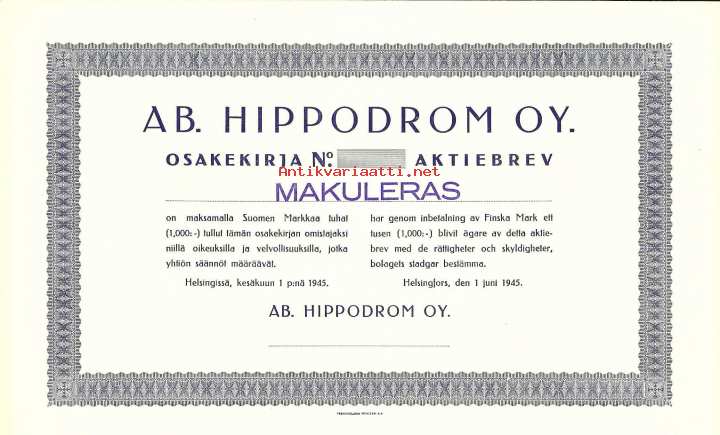 AB. HIPPODROM OY.
OSAKEKIRJA No. AKTIEBREV
Antikvariaatti.net
MAKULERAS
on maksamalla Suomen Markkaa tuhat
(1,000:-) tullut tämän osakekirjan omistajaksi
niillä oikeuksilla ja velvollisuuksilla, jotka
yhtiön säännöt määräävät.
Helsingissä, kesäkuun 1 p:nä 1945.
har genom inbetalning av Finska Mark ett
tusen (1,000:-) blivit ägare av detta aktie-
brev med de rättigheter och skyldigheter,
bolagets stadgar bestämma.
Helsingfors, den 1 juni 1945.
AB. HIPPODROM OY.